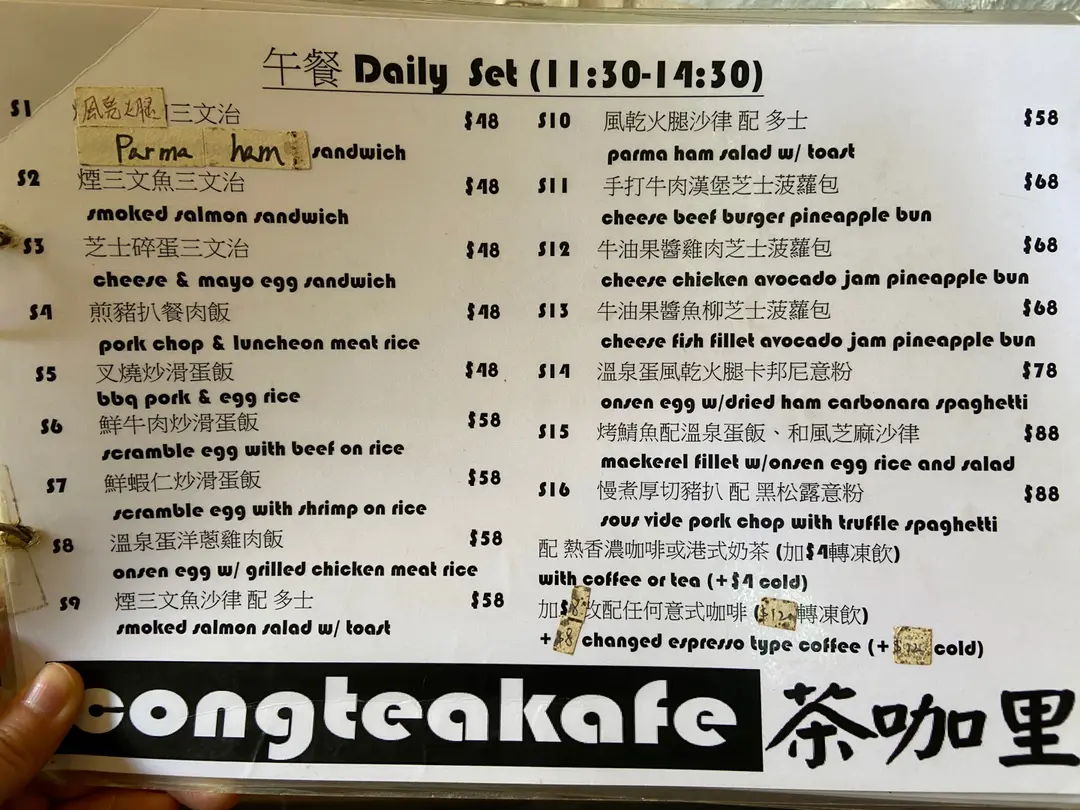 午餐 Daily Set (11:30-14:30)
S1 風乾火腿三文治 $48
Parma ham sandwich
S2 煙三文魚三文治 $48
smoked salmon sandwich
S3 芝士碎蛋三文治 $48
cheese & mayo egg sandwich
S4 煎豬扒餐肉飯 $48
pork chop & luncheon meat rice
S5 叉燒炒滑蛋飯 $48
bbq pork & egg rice
S6 鮮牛肉炒滑蛋飯 $58
scramble egg with beef on rice
S7 鮮蝦仁炒滑蛋飯 $58
scramble egg with shrimp on rice
S8 溫泉蛋洋蔥雞肉飯 $58
onsen egg w/ grilled chicken meat rice
S9 煙三文魚沙律 配 多士 $58
smoked salmon salad w/ toast
S10 風乾火腿沙律 配 多士 $58
parma ham salad w/ toast
S11 手打牛肉漢堡芝士菠蘿包 $68
cheese beef burger pineapple bun
S12 牛油果醬雞肉芝士菠蘿包 $68
cheese chicken avocado jam pineapple bun
S13 牛油果醬魚柳芝士菠蘿包 $68
cheese fish fillet avocado jam pineapple bun
S14 溫泉蛋風乾火腿卡邦尼意粉 $78
onsen egg w/dried ham carbonara spaghetti
S15 烤鯖魚配溫泉蛋飯、和風芝麻沙律 $88
mackerel fillet w/onsen egg rice and salad
S16 慢煮厚切豬扒 配 黑松露意粉 $88
sous vide pork chop with truffle spaghetti
配 熱香濃咖啡或港式奶茶 (加$4轉凍飲)
with coffee or tea (+$4 cold)
加$8改配任何意式咖啡 ($12轉凍飲)
+$8 changed espresso type coffee (+$12 cold)
congteakafe 茶咖里